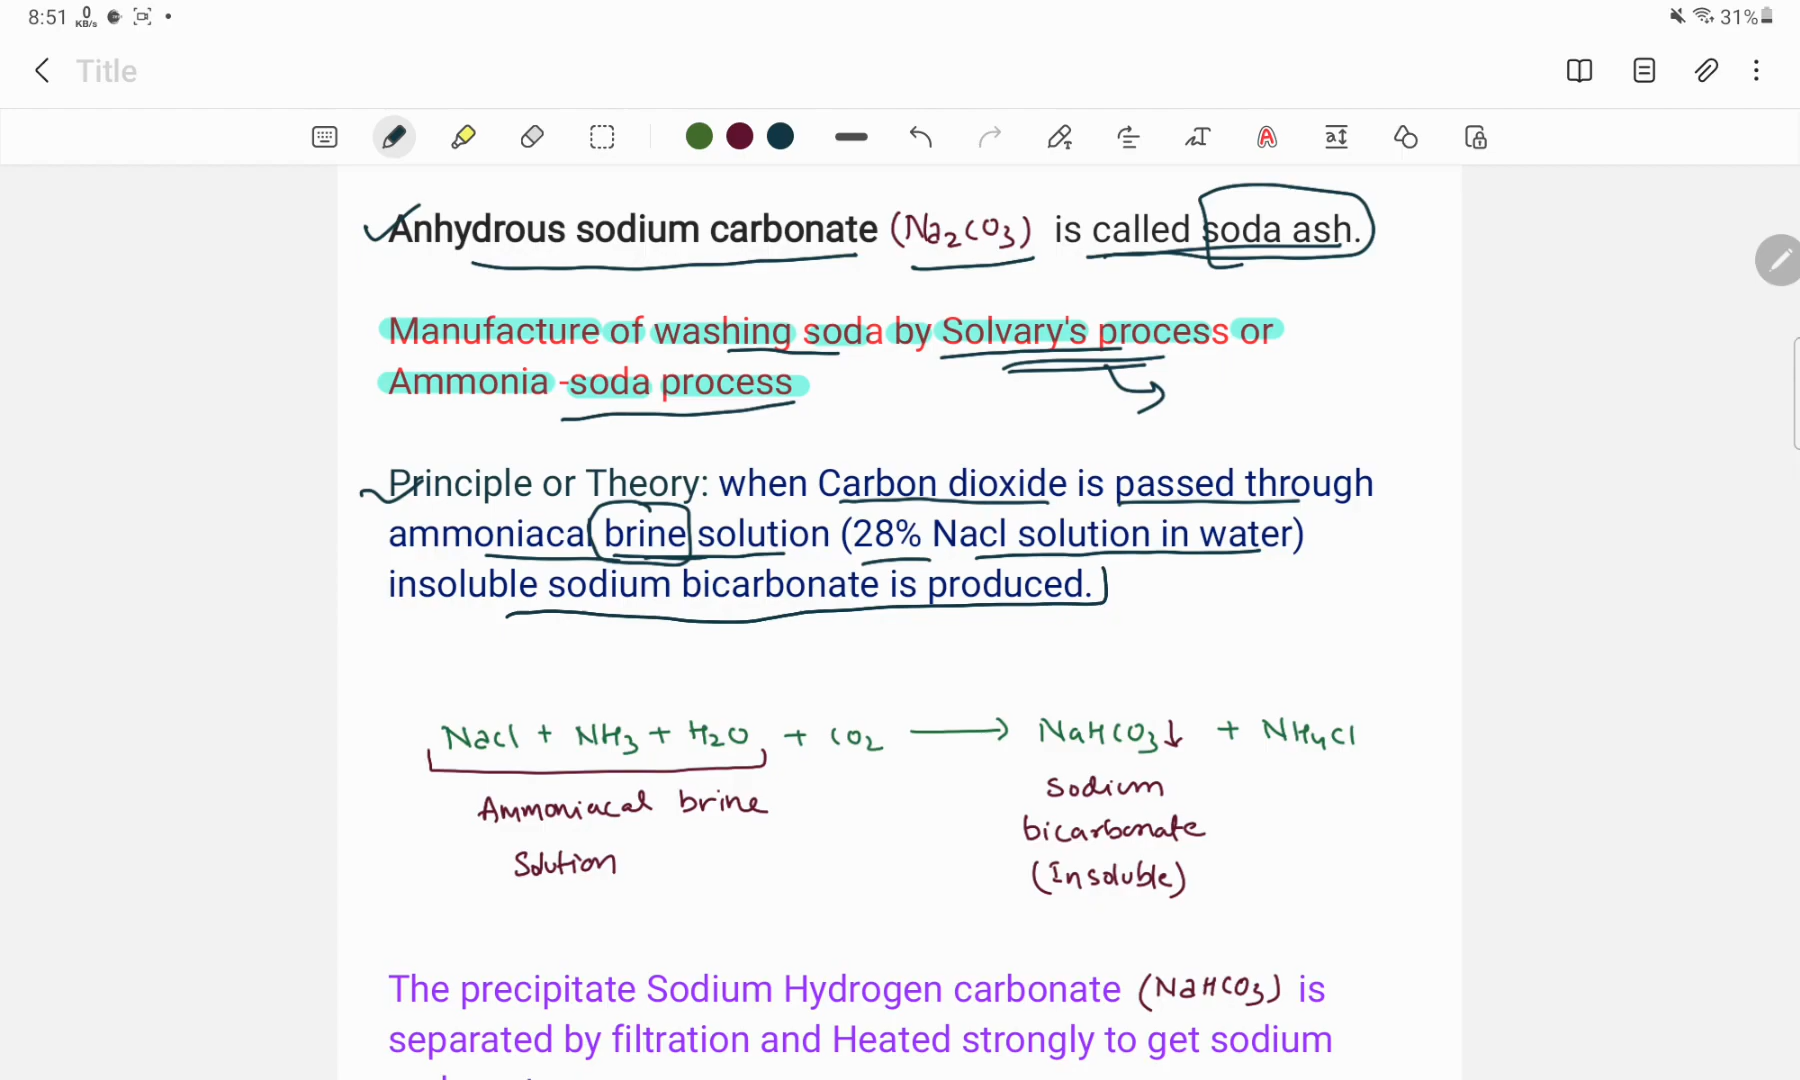 8:51 0 KB/s 31%
Title
Anhydrous sodium carbonate (Na2CO3) is called soda ash.
Manufacture of washing soda by Solvary's process or
Ammonia -soda process
Principle or Theory: when Carbon dioxide is passed through
ammoniacal brine solution (28% Nacl solution in water)
insoluble sodium bicarbonate is produced.
Nacl + NH3 + H2O + CO2 → NaHCO3↓ + NH4Cl
Ammoniacal brine
Solution
Sodium
bicarbonate
(Insoluble)
The precipitate Sodium Hydrogen carbonate (NaHCO3) is
separated by filtration and Heated strongly to get sodium